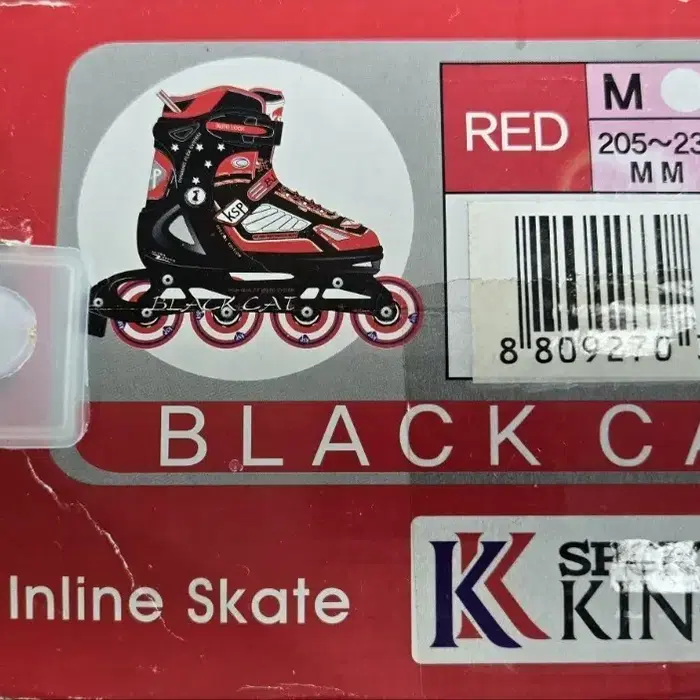 RED
M
205~23
MM
KSP
BLACK CAT
8 809270
BLACK CA
Inline Skate
KIN